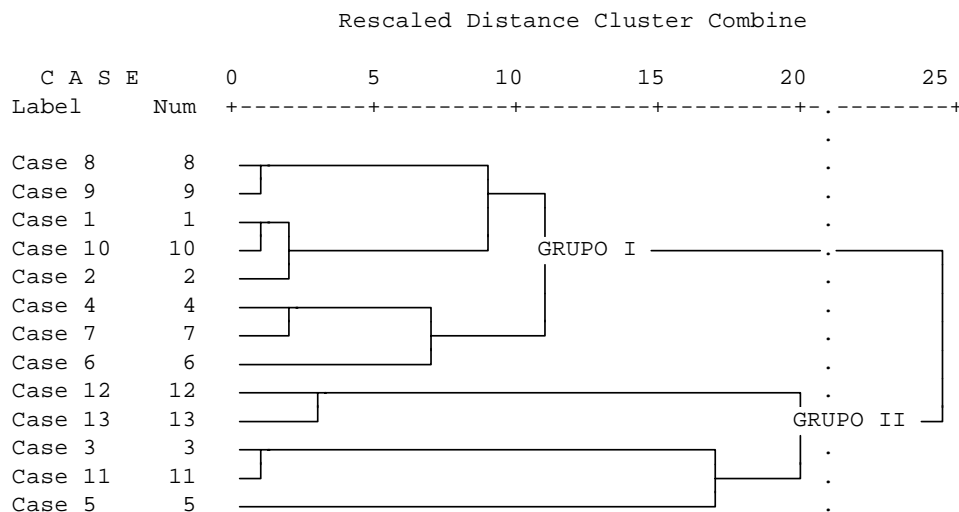 Rescaled Distance Cluster Combine
C A S E 0 5 10 15 20 25
Label Num +---------+---------+---------+---------+-.-------+
Case 8 8
Case 9 9
Case 1 1
Case 10 10 GRUPO I
Case 2 2
Case 4 4
Case 7 7
Case 6 6
Case 12 12
Case 13 13 GRUPO II
Case 3 3
Case 11 11
Case 5 5